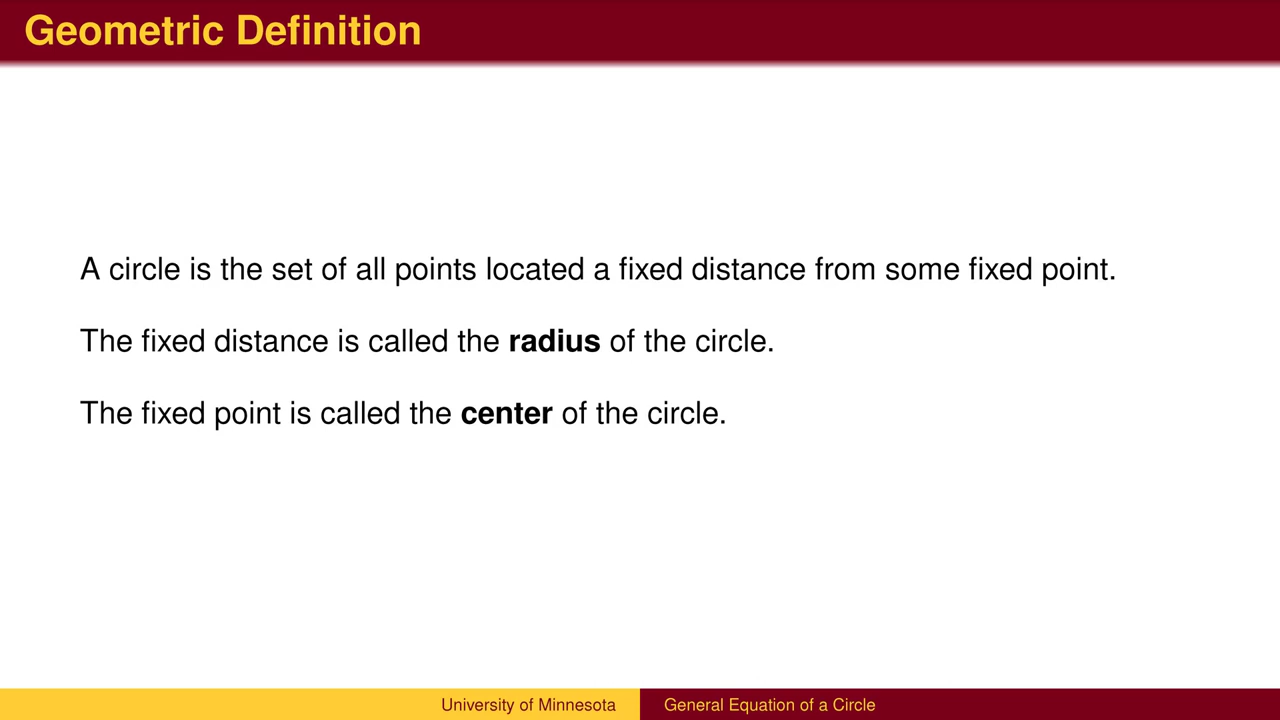 Geometric Definition
A circle is the set of all points located a fixed distance from some fixed point.
The fixed distance is called the radius of the circle.
The fixed point is called the center of the circle.
University of Minnesota
General Equation of a Circle